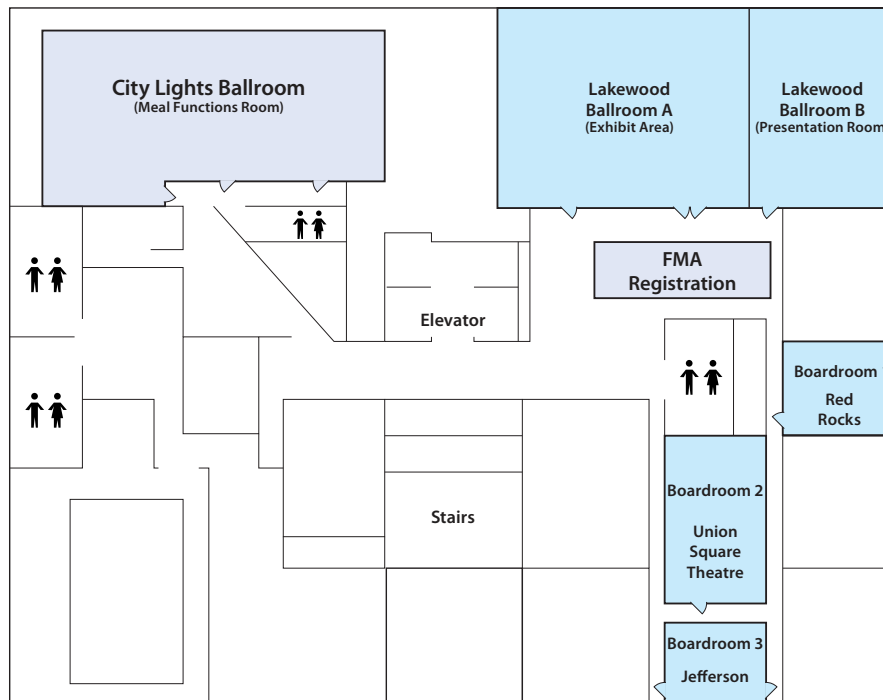 City Lights Ballroom
(Meal Functions Room)
Lakewood
Ballroom A
(Exhibit Area)
Lakewood
Ballroom B
(Presentation Room)
FMA
Registration
Elevator
Boardroom
Red
Rocks
Boardroom 2
Union
Square
Theatre
Stairs
Boardroom 3
Jefferson